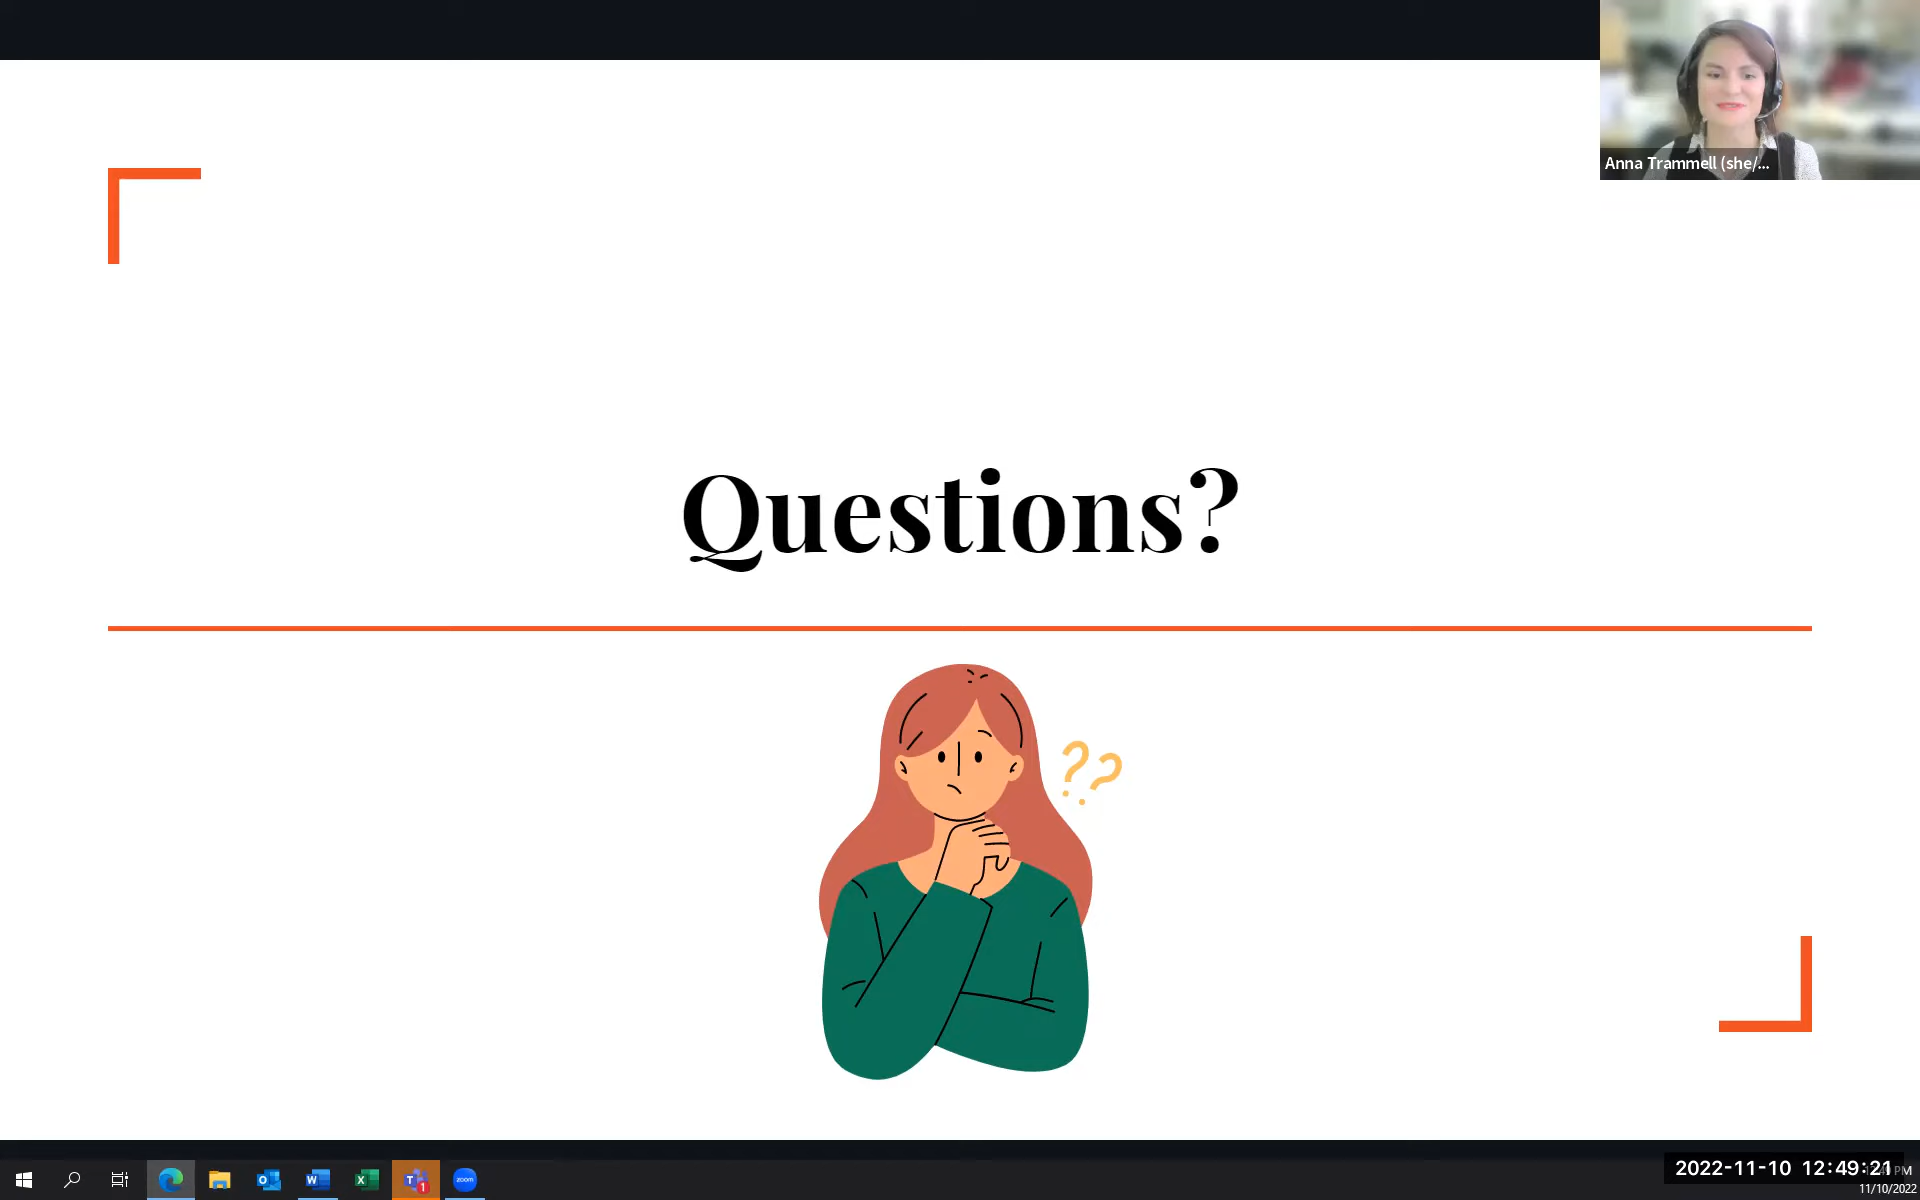 Anna Trammell (she/...
Questions?
??
2022-11-10 12:49:21
11/10/2022